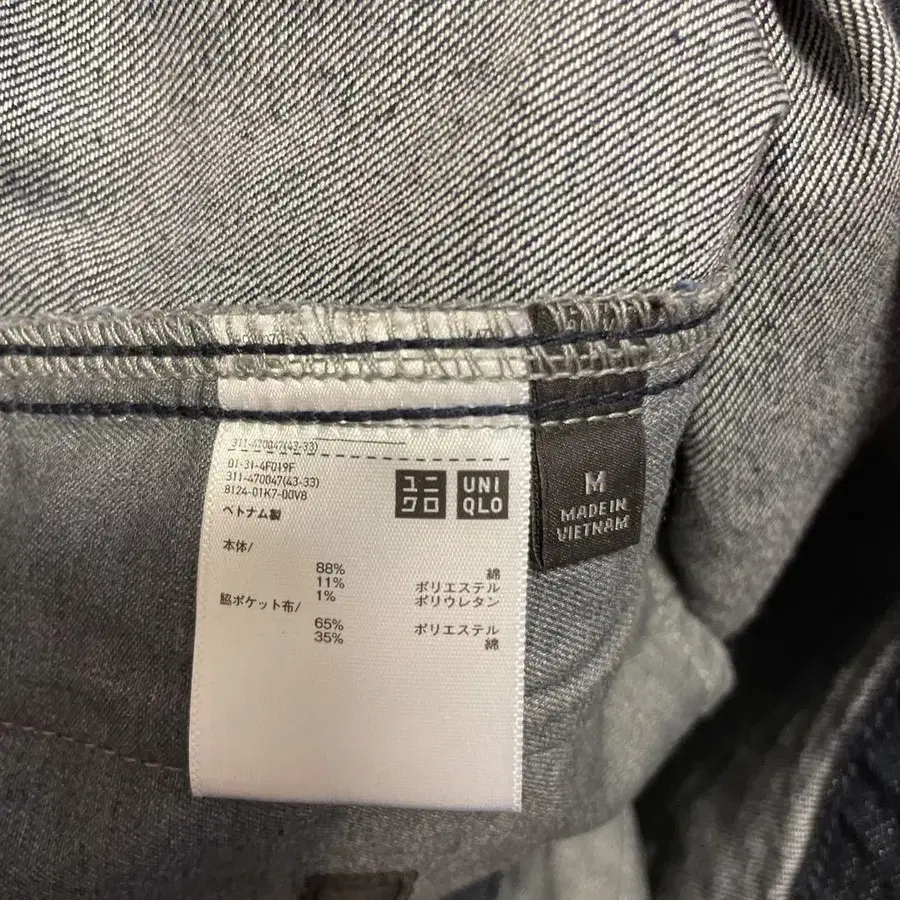 311-470047(43-33)
01-31-4F019F
311-470047(43-33)
8124-01K7-00V8
ベトナム製
ユニ
クロ
UNI
QLO
本体/
88% 綿
11% ポリエステル
1% ポリウレタン
脇ポケット布/
65% ポリエステル
35% 綿
M
MADE IN
VIETNAM